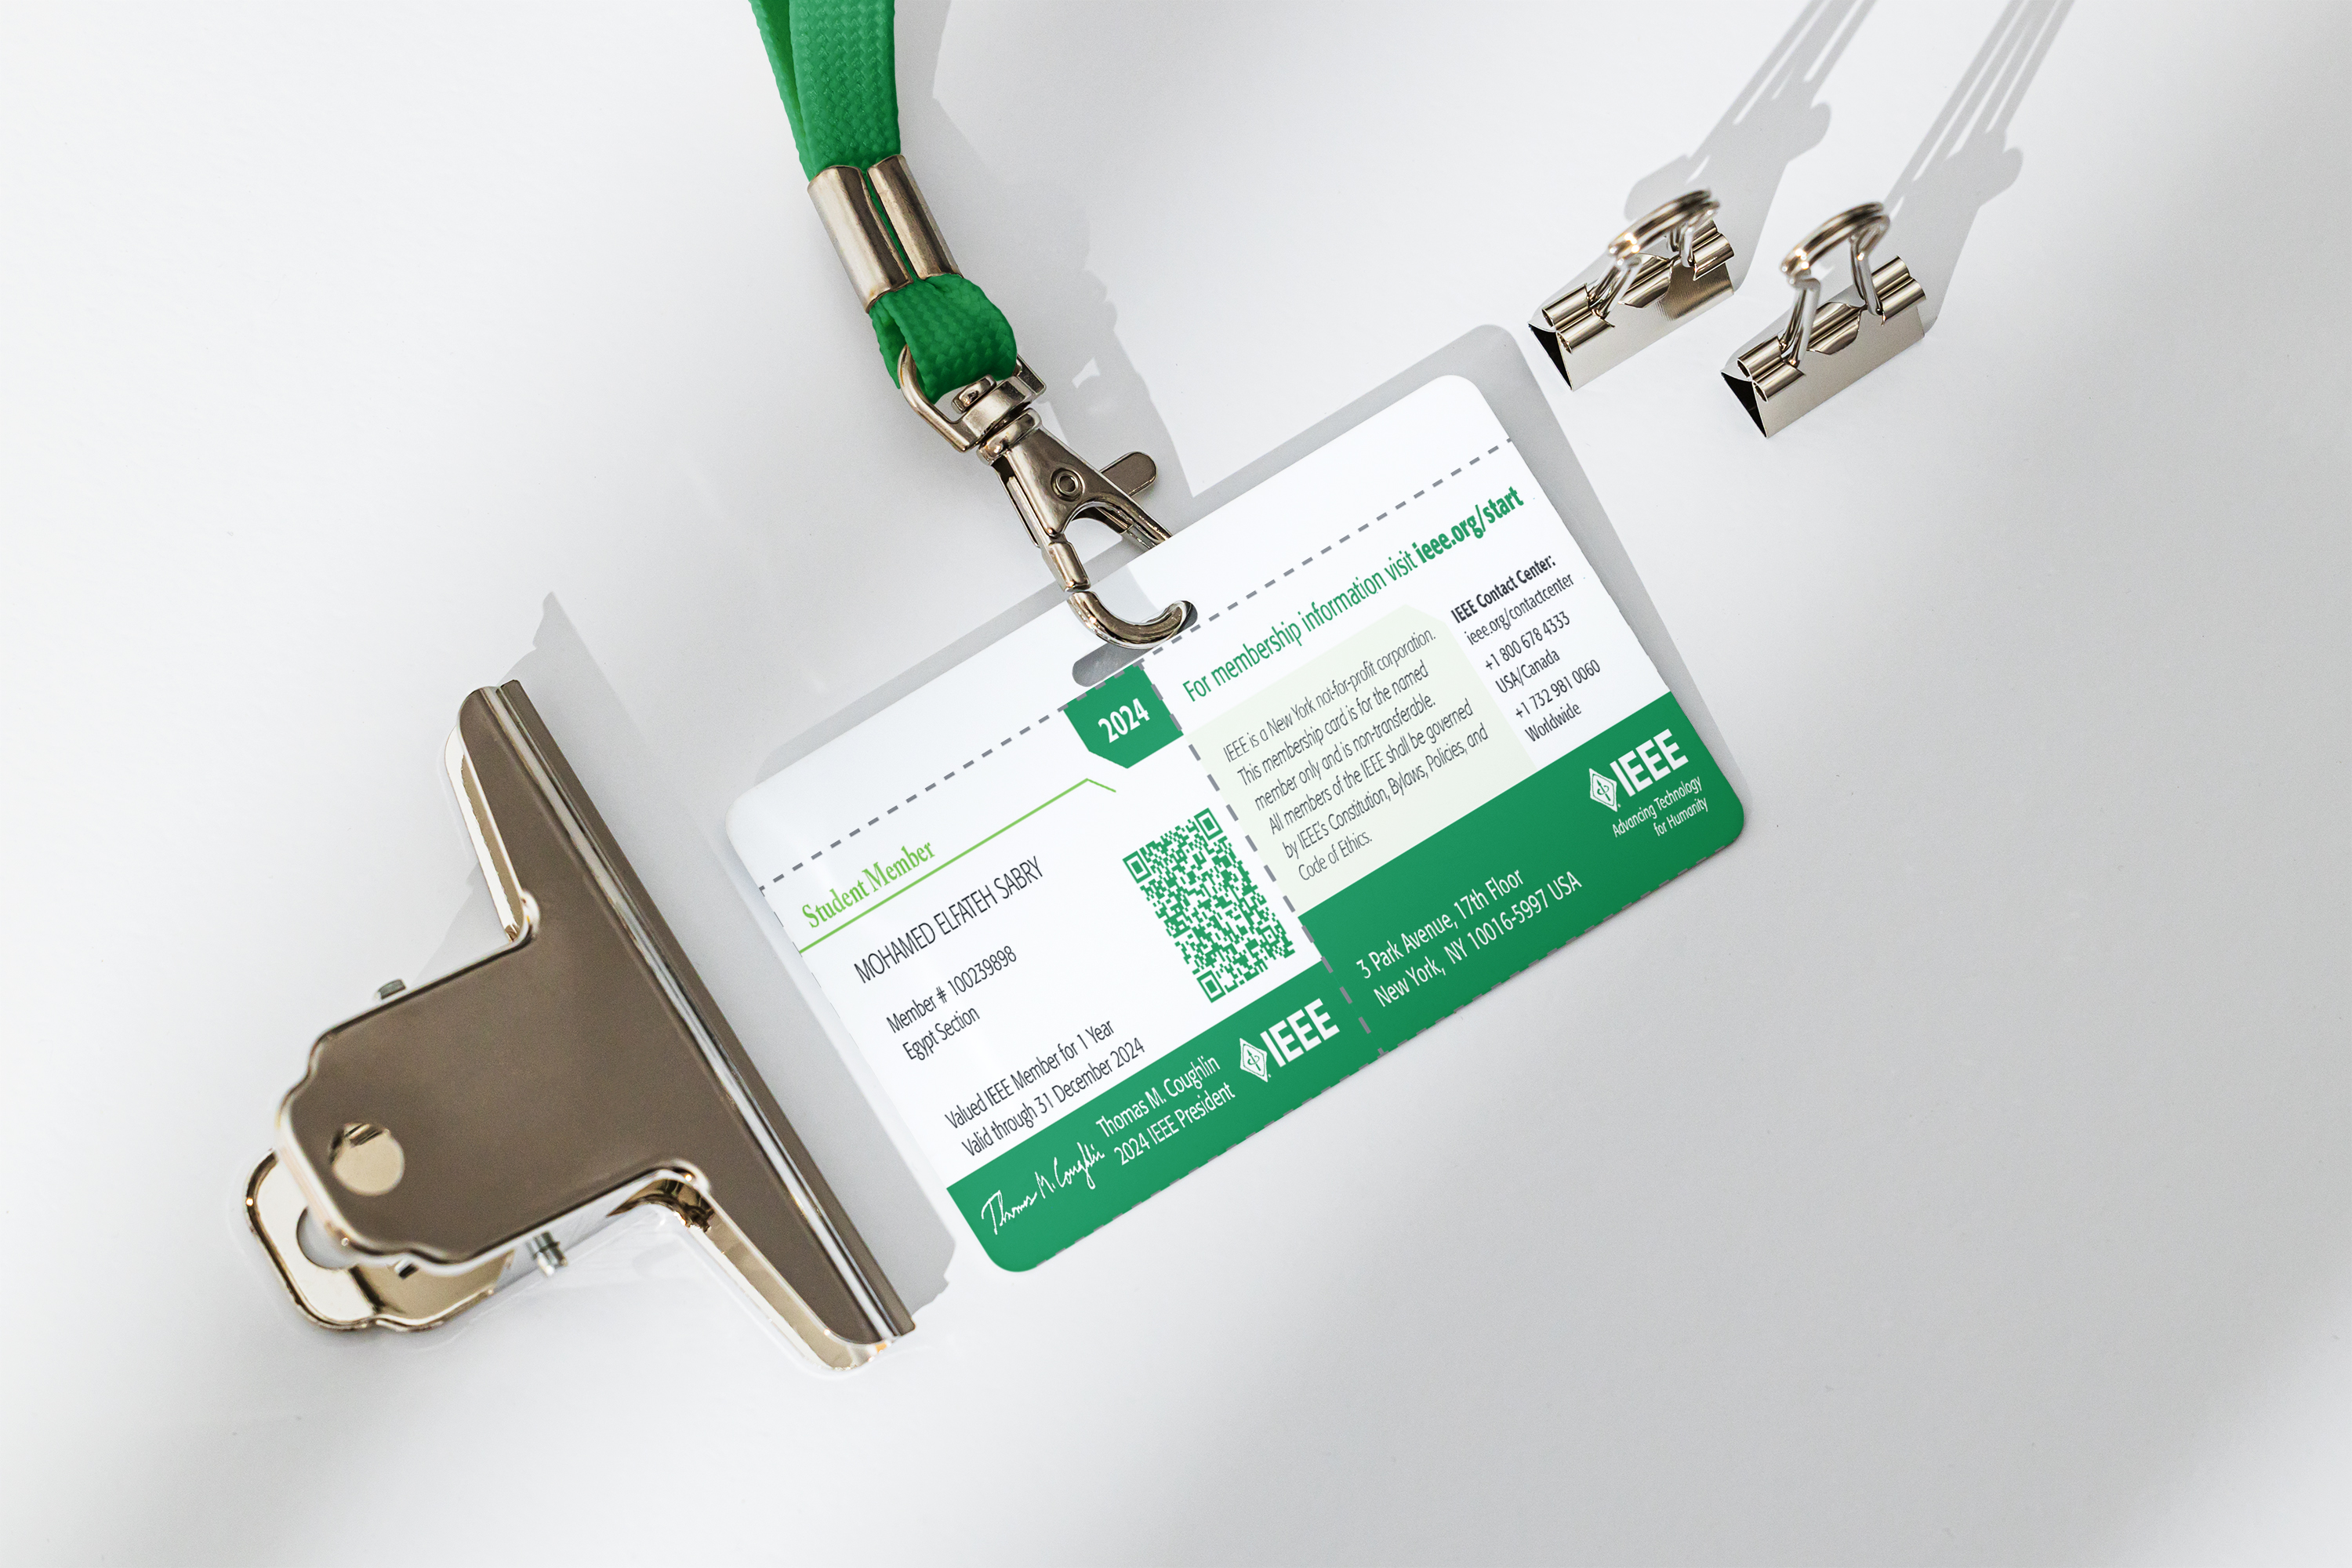 2024
Student Member
MOHAMED ELFATEH SABRY
Member # 100239898
Egypt Section
Valued IEEE Member for 1 Year
Valid through 31 December 2024
Thomas M. Coughlin
Thomas M. Coughlin
2024 IEEE President
IEEE
For membership information visit ieee.org/start
IEEE is a New York not-for-profit corporation.
This membership card is for the named
member only and is non-transferable.
All members of the IEEE shall be governed
by IEEE's Constitution, Bylaws, Policies, and
Code of Ethics.
IEEE Contact Center:
ieee.org/contactcenter
+1 800 678 4333
USA/Canada
+1 732 981 0060
Worldwide
3 Park Avenue, 17th Floor
New York, NY 10016-5997 USA
IEEE
Advancing Technology
for Humanity